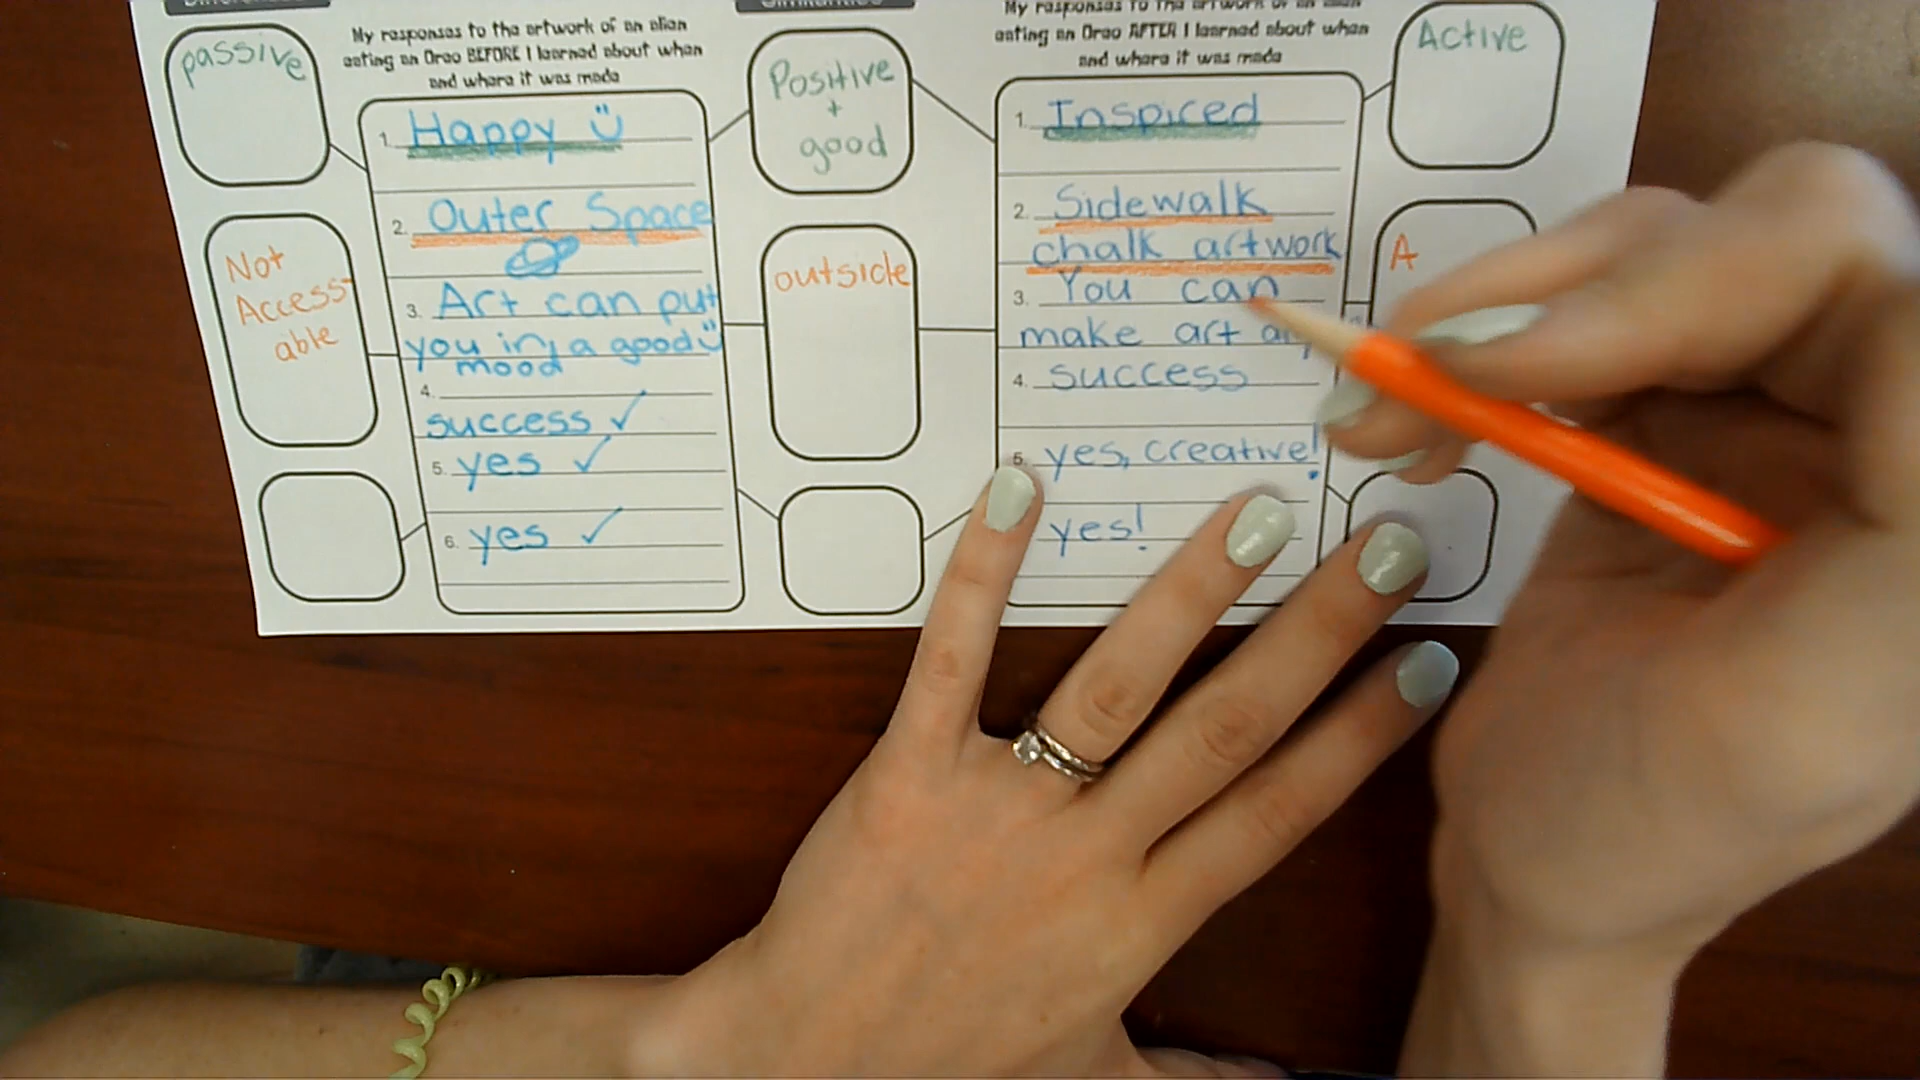 passive
Not
Access-
able
My responses to the artwork of an alien
eating an Oreo BEFORE I learned about when
and where it was made
1. Happy
2. Outer Space
3. Art can put
you in a good
mood
4.
success ✓
5. yes ✓
6. yes ✓
Positive
+
good
outside
My responses to the artwork of an alien
eating an Oreo AFTER I learned about when
and where it was made
1. Inspired
2. Sidewalk
chalk artwork
3. You can
make art
4. success
5. yes, creative!
yes!
Active
A